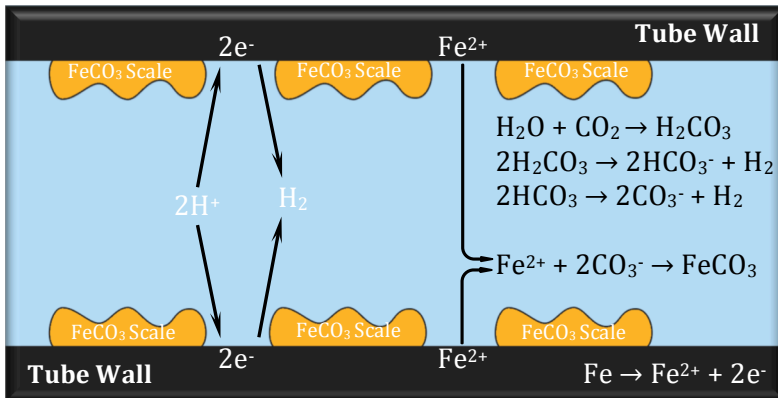 2e⁻
Fe²⁺
Tube Wall
FeCO₃ Scale
FeCO₃ Scale
FeCO₃ Scale
H₂O + CO₂ → H₂CO₃
2H₂CO₃ → 2HCO₃⁻ + H₂
2HCO₃ → 2CO₃⁻ + H₂
2H⁺
H₂
Fe²⁺ + 2CO₃⁻ → FeCO₃
FeCO₃ Scale
FeCO₃ Scale
FeCO₃ Scale
2e⁻
Fe²⁺
Tube Wall
Fe → Fe²⁺ + 2e⁻